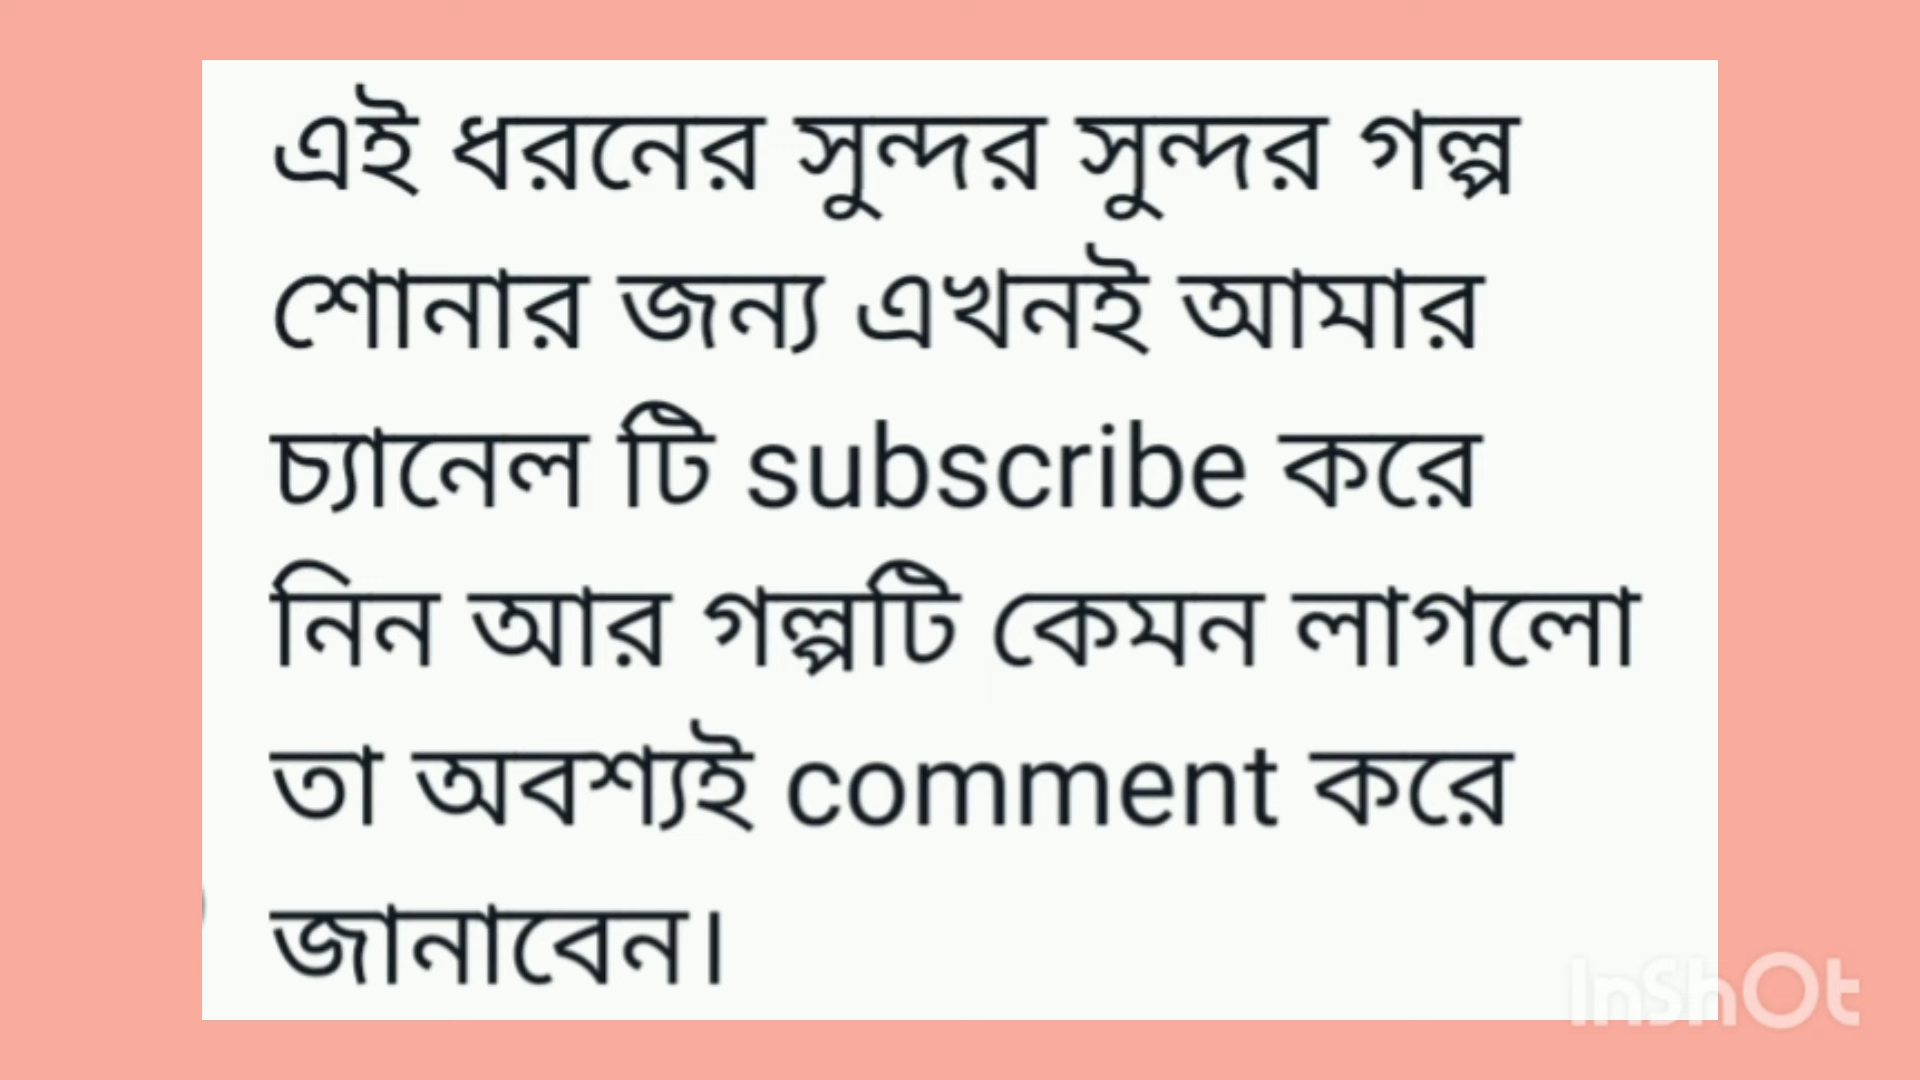 এই ধরনের সুন্দর সুন্দর গল্প
শোনার জন্য এখনই আমার
চ্যানেল টি subscribe করে
নিন আর গল্পটি কেমন লাগলো
তা অবশ্যই comment করে
জানাবেন।
InShOt